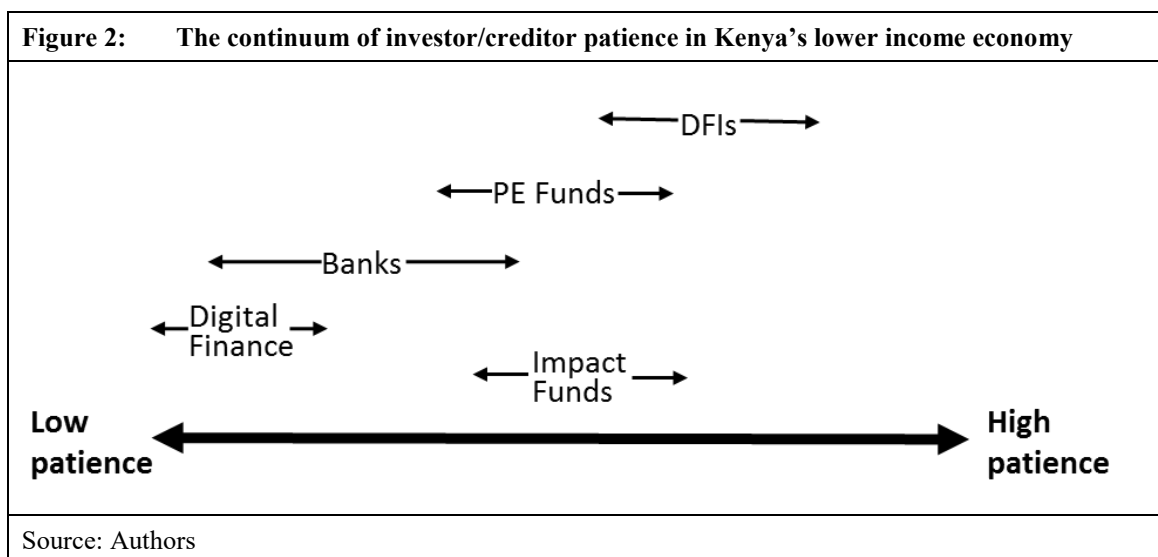 Figure 2: The continuum of investor/creditor patience in Kenya’s lower income economy
DFIs
PE Funds
Banks
Digital
Finance
Impact
Funds
Low
patience
High
patience
Source: Authors